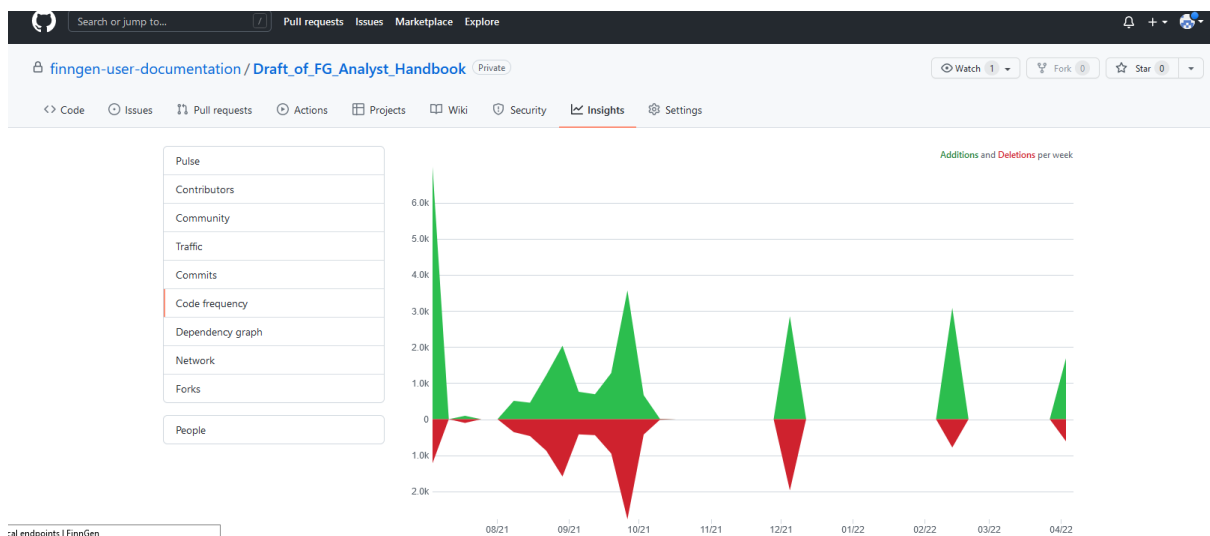 Search or jump to... / Pull requests Issues Marketplace Explore
finngen-user-documentation / Draft_of_FG_Analyst_Handbook Private Watch 1 Fork 0 Star 0
<> Code Issues Pull requests Actions Projects Wiki Security Insights Settings
Additions and Deletions per week
Pulse
Contributors
Community
Traffic
Commits
Code frequency
Dependency graph
Network
Forks
People
6.0k
5.0k
4.0k
3.0k
2.0k
1.0k
0
1.0k
2.0k
08/21 09/21 10/21 11/21 12/21 01/22 02/22 03/22 04/22
cal endpoints | FinnGen